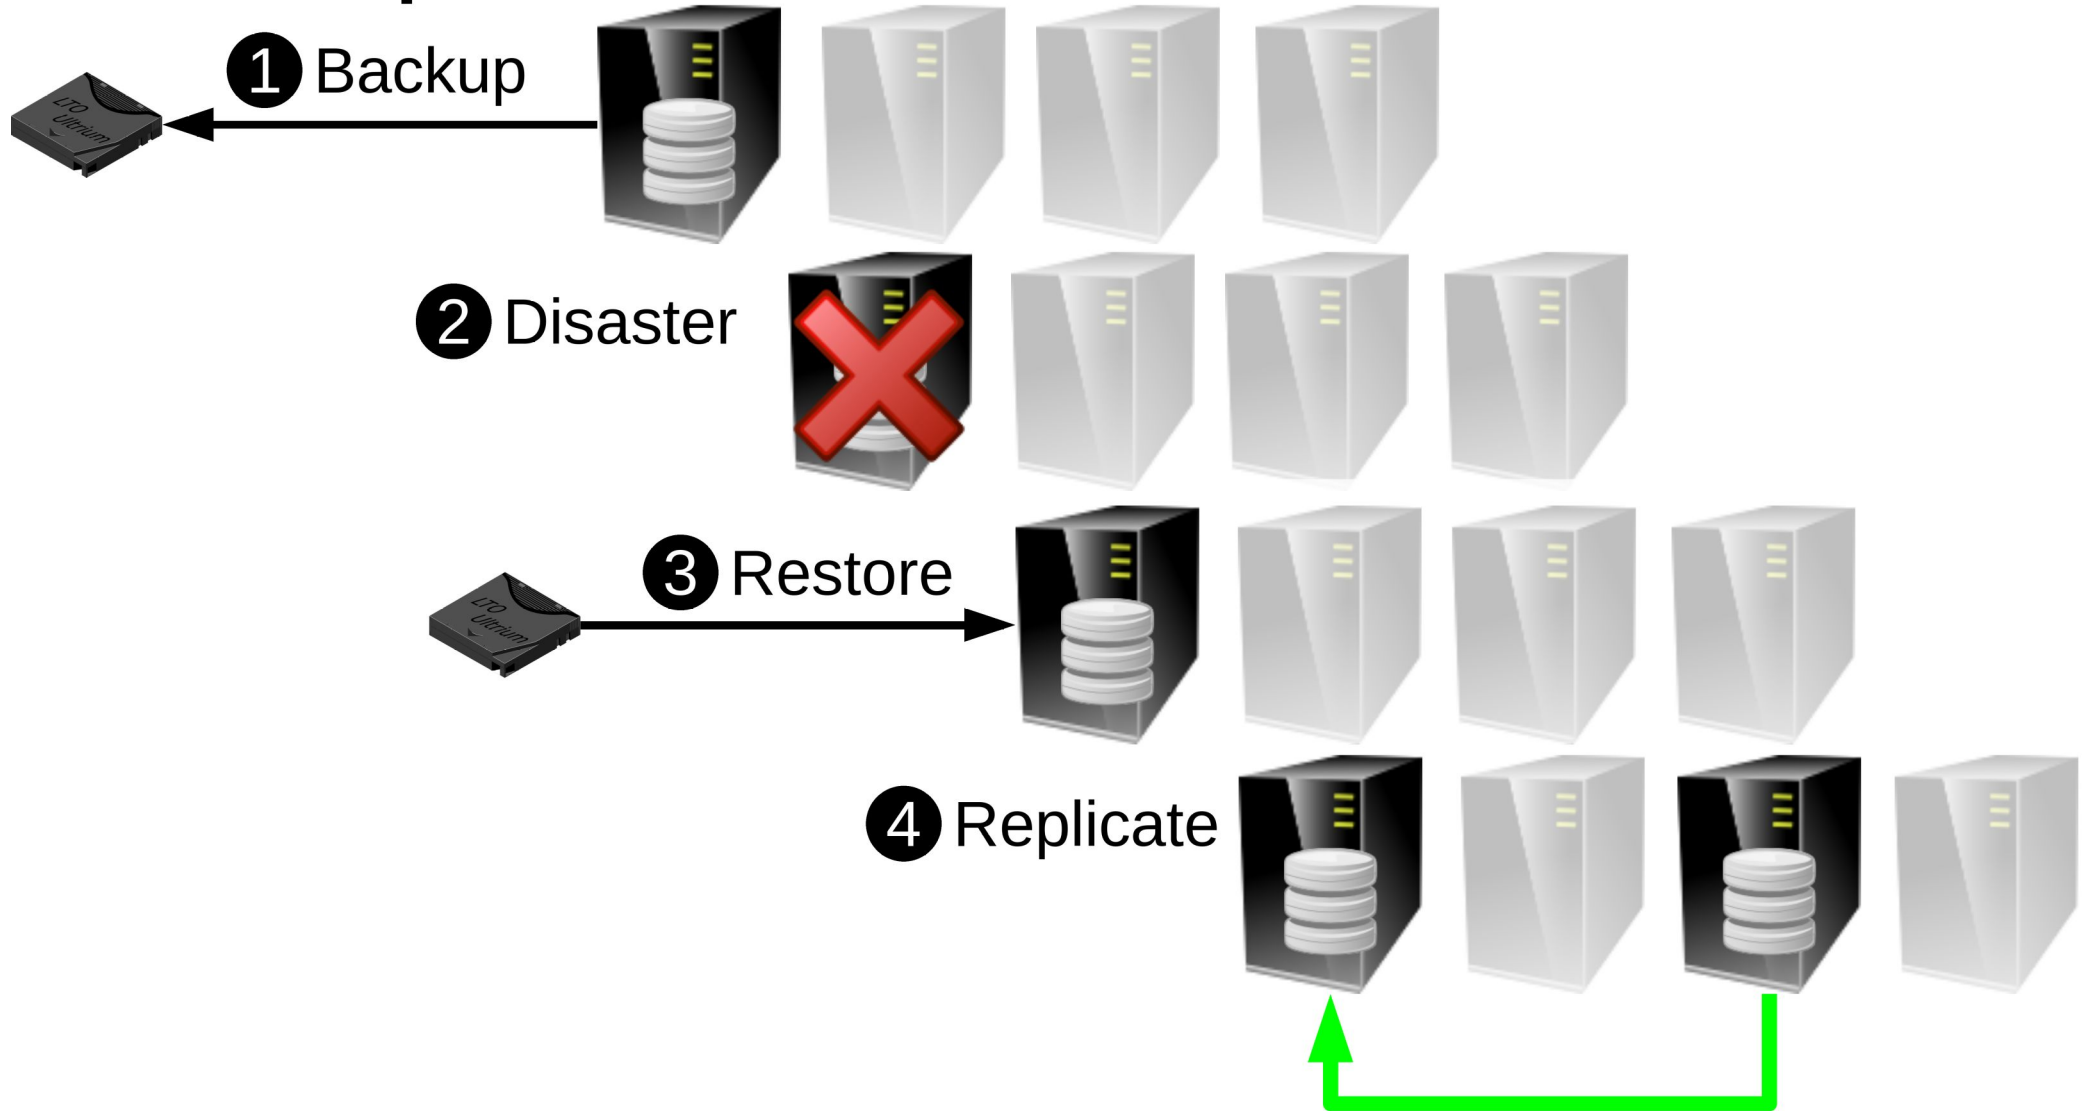 1 Backup
LTO
Ultrium
2 Disaster
3 Restore
LTO
Ultrium
4 Replicate